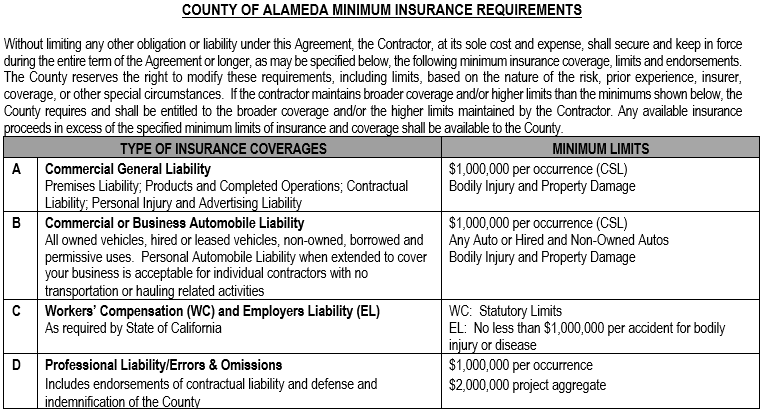 COUNTY OF ALAMEDA MINIMUM INSURANCE REQUIREMENTS
Without limiting any other obligation or liability under this Agreement, the Contractor, at its sole cost and expense, shall secure and keep in force
during the entire term of the Agreement or longer, as may be specified below, the following minimum insurance coverage, limits and endorsements.
The County reserves the right to modify these requirements, including limits, based on the nature of the risk, prior experience, insurer,
coverage, or other special circumstances. If the contractor maintains broader coverage and/or higher limits than the minimums shown below, the
County requires and shall be entitled to the broader coverage and/or the higher limits maintained by the Contractor. Any available insurance
proceeds in excess of the specified minimum limits of insurance and coverage shall be available to the County.
TYPE OF INSURANCE COVERAGES
MINIMUM LIMITS
A
Commercial General Liability
Premises Liability; Products and Completed Operations; Contractual
Liability; Personal Injury and Advertising Liability
$1,000,000 per occurrence (CSL)
Bodily Injury and Property Damage
B
Commercial or Business Automobile Liability
All owned vehicles, hired or leased vehicles, non-owned, borrowed and
permissive uses. Personal Automobile Liability when extended to cover
your business is acceptable for individual contractors with no
transportation or hauling related activities
$1,000,000 per occurrence (CSL)
Any Auto or Hired and Non-Owned Autos
Bodily Injury and Property Damage
C
Workers’ Compensation (WC) and Employers Liability (EL)
As required by State of California
WC: Statutory Limits
EL: No less than $1,000,000 per accident for bodily
injury or disease
D
Professional Liability/Errors & Omissions
Includes endorsements of contractual liability and defense and
indemnification of the County
$1,000,000 per occurrence
$2,000,000 project aggregate